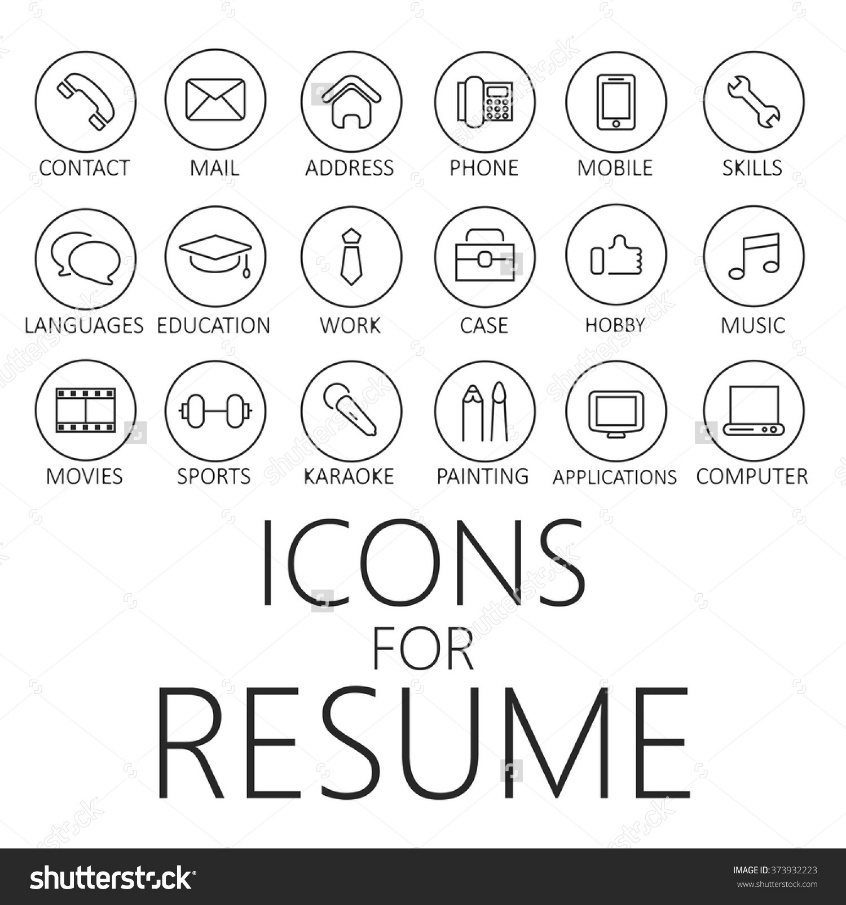 CONTACT MAIL ADDRESS PHONE MOBILE SKILLS
LANGUAGES EDUCATION WORK CASE HOBBY MUSIC
MOVIES SPORTS KARAOKE PAINTING APPLICATIONS COMPUTER
ICONS
FOR
RESUME
shutterstock
IMAGE ID: 373932223
www.shutterstock.com